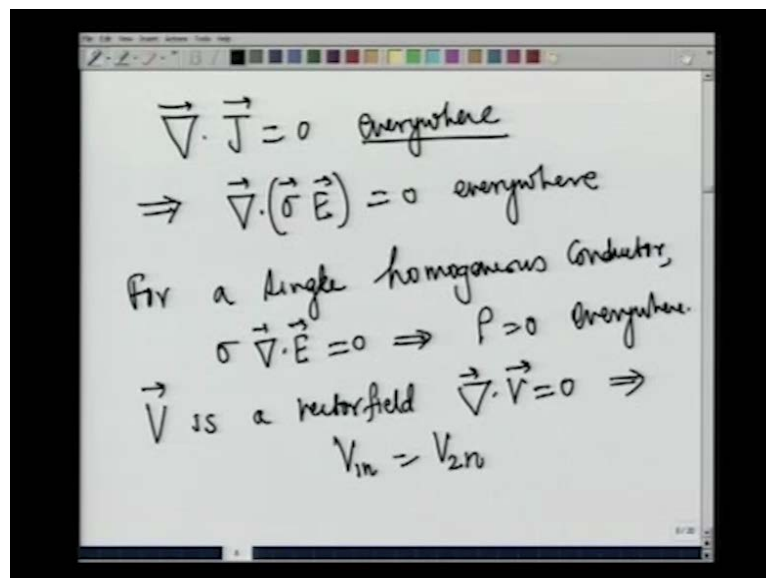 ∇⃗ · J⃗ = 0 everywhere
⇒ ∇⃗ · (σ⃗ E⃗) = 0 everywhere
For a single homogeneous Conductor,
σ ∇⃗ · E⃗ = 0 ⇒ ρ = 0 everywhere.
V⃗ is a vector field ∇⃗ · V⃗ = 0 ⇒
V₁ₙ = V₂ₙ